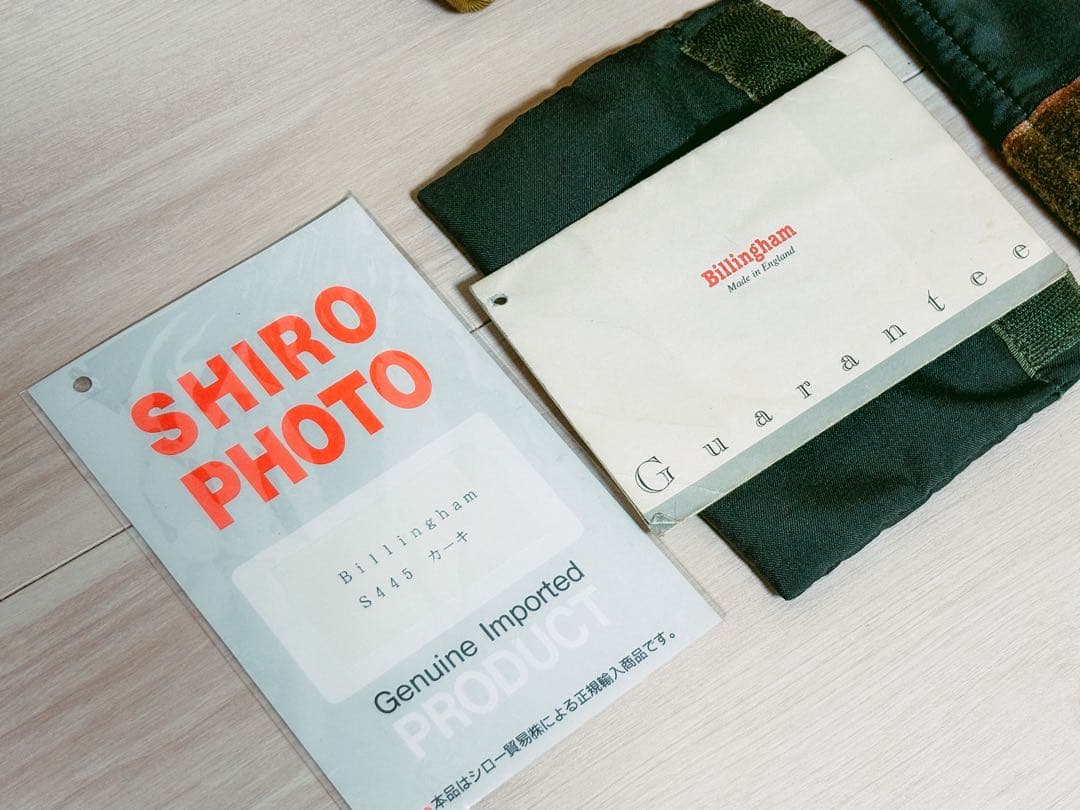 SHIRO
PHOTO
Billingham
S445 カーキ
Genuine Imported
PRODUCT
本品はシロー貿易株による正規輸入商品です。
Billingham
Made in England
Guarantee